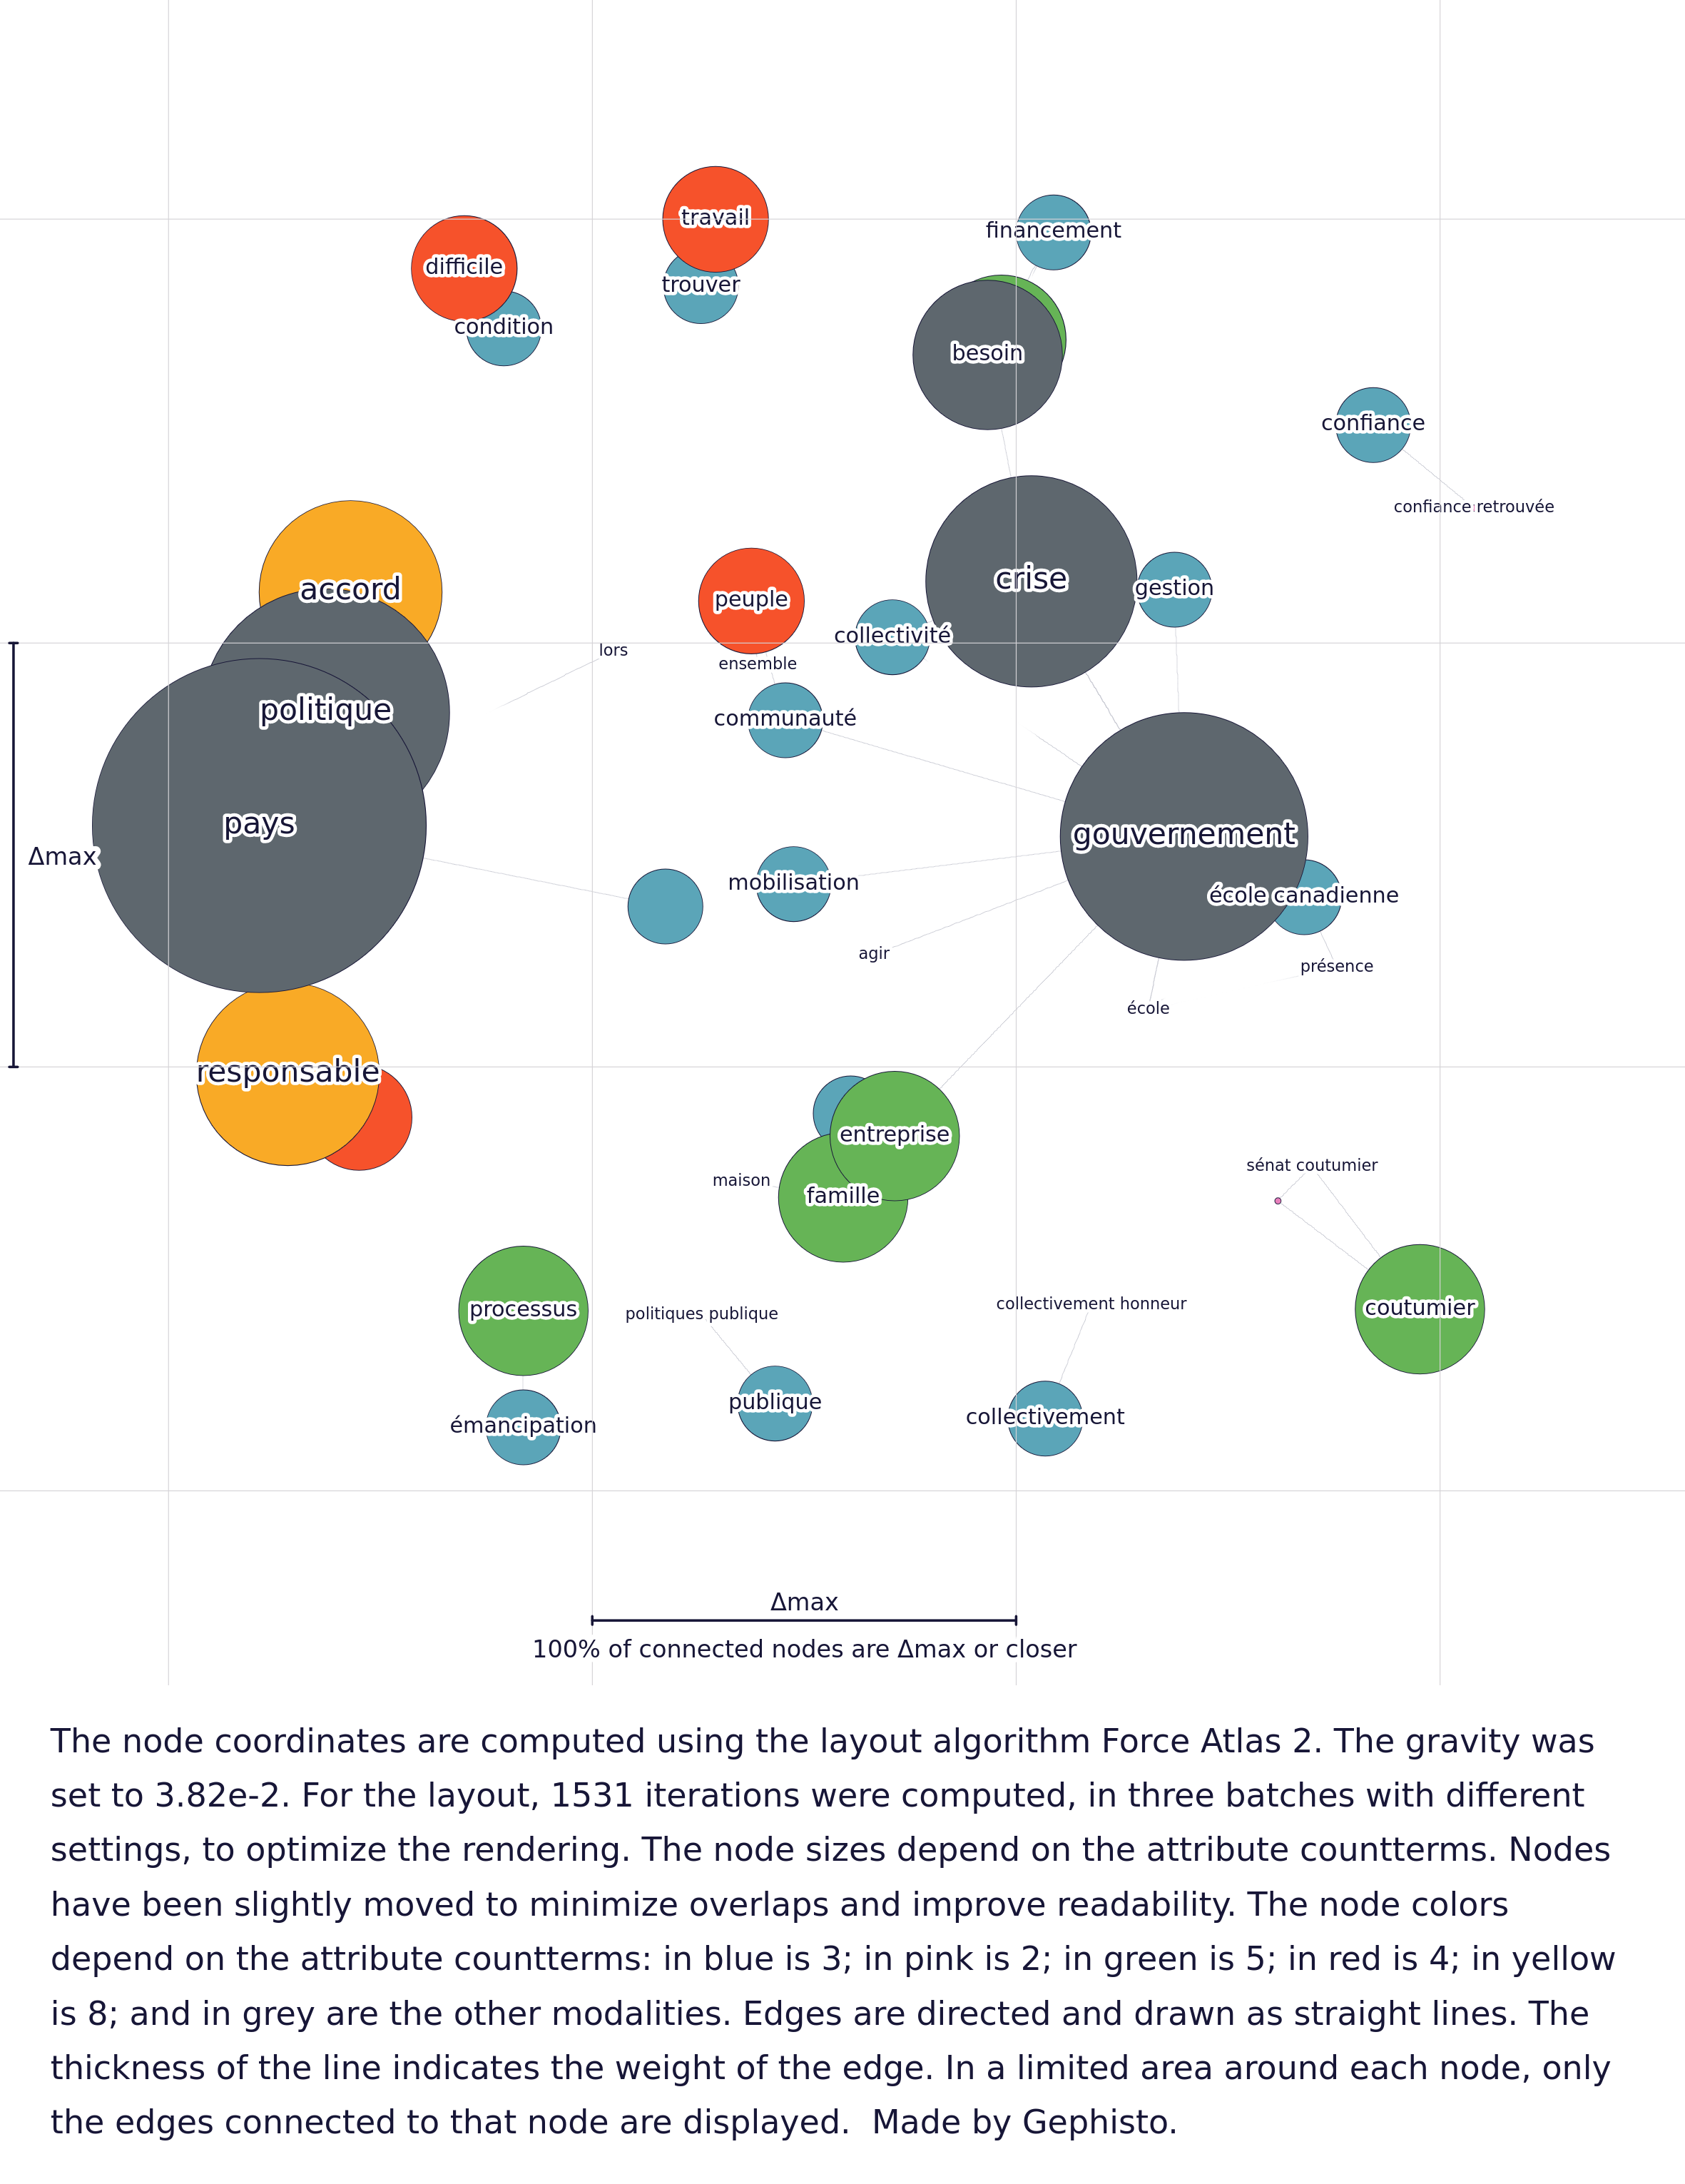 travail
financement
difficile
trouver
condition
besoin
confiance
confiance retrouvée
accord
crise
gestion
peuple
collectivité
lors
ensemble
politique
communauté
pays
gouvernement
Δmax
mobilisation
école canadienne
agir
présence
école
responsable
entreprise
sénat coutumier
maison
famille
processus
politiques publique
collectivement honneur
coutumier
publique
collectivement
émancipation
Δmax
100% of connected nodes are Δmax or closer
The node coordinates are computed using the layout algorithm Force Atlas 2. The gravity was
set to 3.82e-2. For the layout, 1531 iterations were computed, in three batches with different
settings, to optimize the rendering. The node sizes depend on the attribute countterms. Nodes
have been slightly moved to minimize overlaps and improve readability. The node colors
depend on the attribute countterms: in blue is 3; in pink is 2; in green is 5; in red is 4; in yellow
is 8; and in grey are the other modalities. Edges are directed and drawn as straight lines. The
thickness of the line indicates the weight of the edge. In a limited area around each node, only
the edges connected to that node are displayed.  Made by Gephisto.